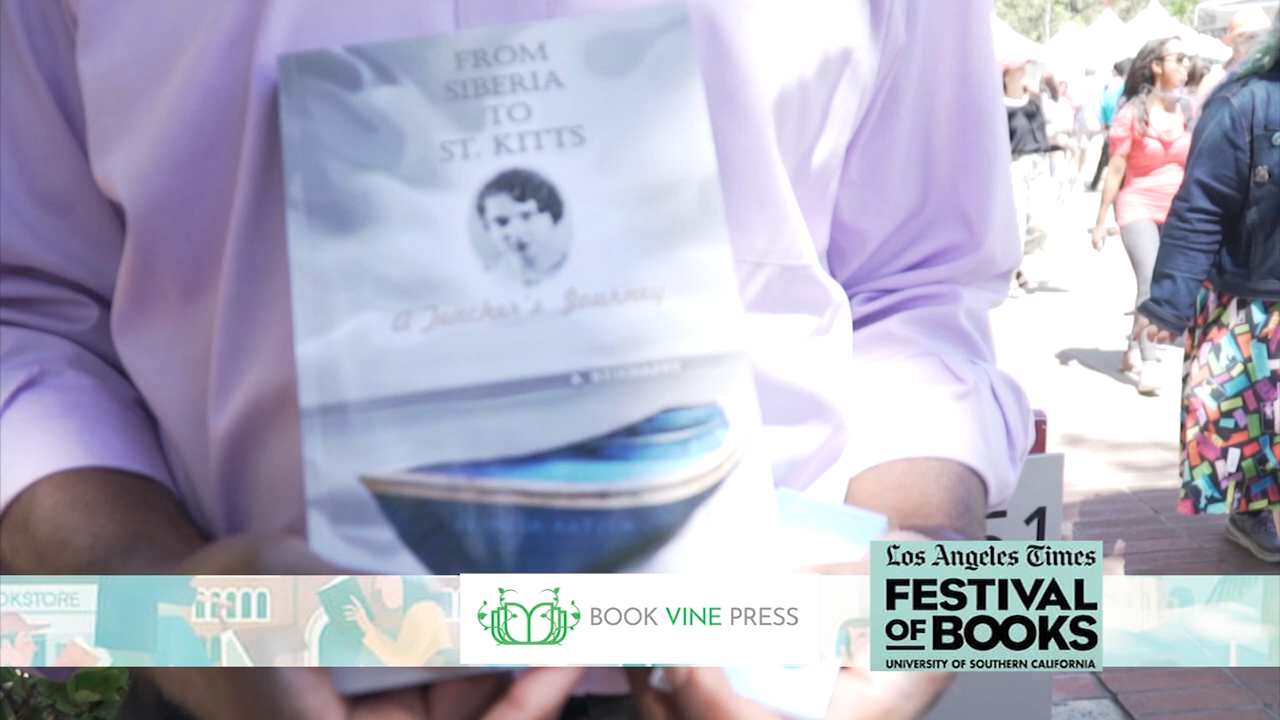 FROM
SIBERIA
TO
ST. KITTS
A Teacher's Journey
51
OKSTORE
BOOK VINE PRESS
Los Angeles Times
FESTIVAL
OF BOOKS
UNIVERSITY OF SOUTHERN CALIFORNIA